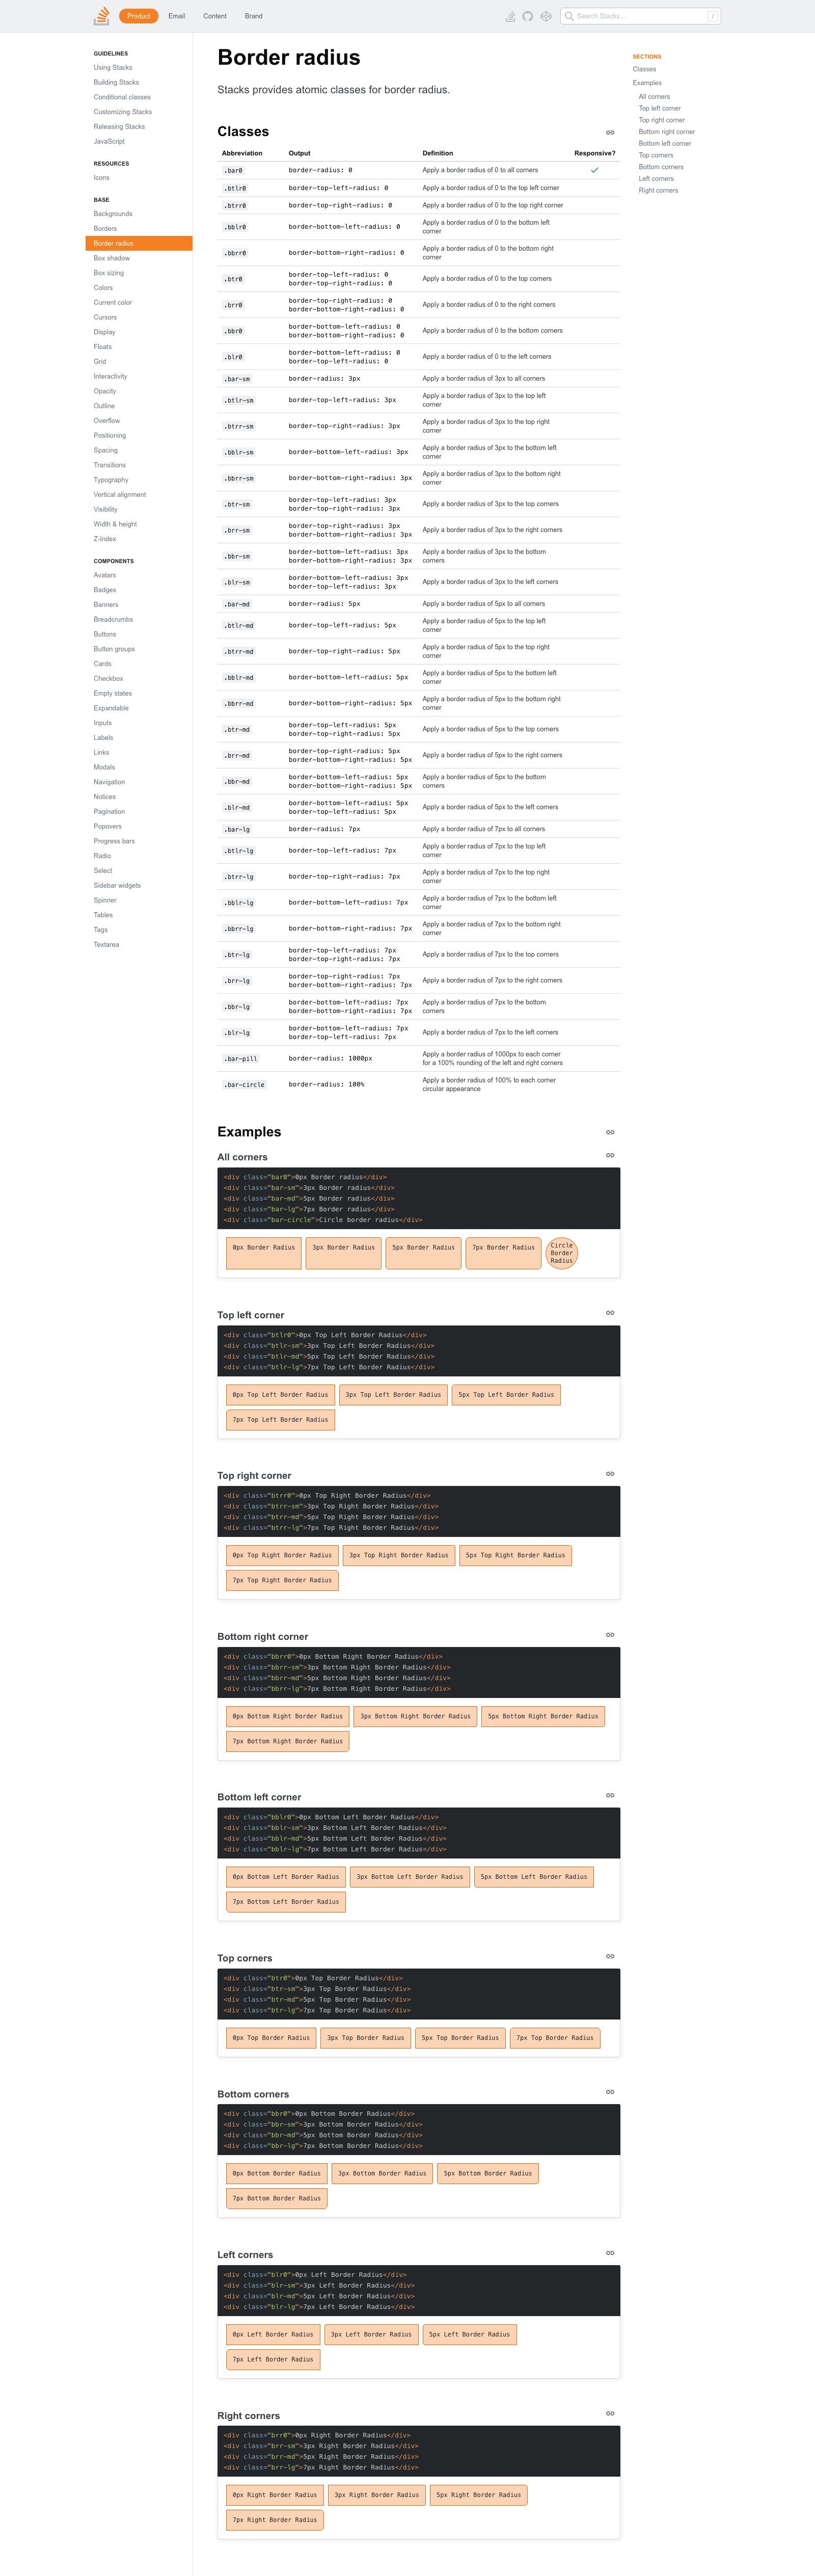 Product Email Content Brand Search Stacks… /
GUIDELINES
Using Stacks
Building Stacks
Conditional classes
Customizing Stacks
Releasing Stacks
JavaScript
RESOURCES
Icons
BASE
Backgrounds
Borders
Border radius
Box shadow
Box sizing
Colors
Current color
Cursors
Display
Floats
Grid
Interactivity
Opacity
Outline
Overflow
Positioning
Spacing
Transitions
Typography
Vertical alignment
Visibility
Width & height
Z-Index
COMPONENTS
Avatars
Badges
Banners
Breadcrumbs
Buttons
Button groups
Cards
Checkbox
Empty states
Expandable
Inputs
Labels
Links
Modals
Navigation
Notices
Pagination
Popovers
Progress bars
Radio
Select
Sidebar widgets
Spinner
Tables
Tags
Textarea
Border radius
Stacks provides atomic classes for border radius.
Classes
Abbreviation Output Definition Responsive?
.bar0 border-radius: 0 Apply a border radius of 0 to all corners
.btlr0 border-top-left-radius: 0 Apply a border radius of 0 to the top left corner
.btrr0 border-top-right-radius: 0 Apply a border radius of 0 to the top right corner
.bblr0 border-bottom-left-radius: 0 Apply a border radius of 0 to the bottom left
corner
.bbrr0 border-bottom-right-radius: 0 Apply a border radius of 0 to the bottom right
corner
.btr0 border-top-left-radius: 0 Apply a border radius of 0 to the top corners
border-top-right-radius: 0
.brr0 border-top-right-radius: 0 Apply a border radius of 0 to the right corners
border-bottom-right-radius: 0
.bbr0 border-bottom-left-radius: 0 Apply a border radius of 0 to the bottom corners
border-bottom-right-radius: 0
.blr0 border-bottom-left-radius: 0 Apply a border radius of 0 to the left corners
border-top-left-radius: 0
.bar-sm border-radius: 3px Apply a border radius of 3px to all corners
.btlr-sm border-top-left-radius: 3px Apply a border radius of 3px to the top left
corner
.btrr-sm border-top-right-radius: 3px Apply a border radius of 3px to the top right
corner
.bblr-sm border-bottom-left-radius: 3px Apply a border radius of 3px to the bottom left
corner
.bbrr-sm border-bottom-right-radius: 3px Apply a border radius of 3px to the bottom right
corner
.btr-sm border-top-left-radius: 3px Apply a border radius of 3px to the top corners
border-top-right-radius: 3px
.brr-sm border-top-right-radius: 3px Apply a border radius of 3px to the right corners
border-bottom-right-radius: 3px
.bbr-sm border-bottom-left-radius: 3px Apply a border radius of 3px to the bottom
border-bottom-right-radius: 3px corners
.blr-sm border-bottom-left-radius: 3px Apply a border radius of 3px to the left corners
border-top-left-radius: 3px
.bar-md border-radius: 5px Apply a border radius of 5px to all corners
.btlr-md border-top-left-radius: 5px Apply a border radius of 5px to the top left
corner
.btrr-md border-top-right-radius: 5px Apply a border radius of 5px to the top right
corner
.bblr-md border-bottom-left-radius: 5px Apply a border radius of 5px to the bottom left
corner
.bbrr-md border-bottom-right-radius: 5px Apply a border radius of 5px to the bottom right
corner
.btr-md border-top-left-radius: 5px Apply a border radius of 5px to the top corners
border-top-right-radius: 5px
.brr-md border-top-right-radius: 5px Apply a border radius of 5px to the right corners
border-bottom-right-radius: 5px
.bbr-md border-bottom-left-radius: 5px Apply a border radius of 5px to the bottom
border-bottom-right-radius: 5px corners
.blr-md border-bottom-left-radius: 5px Apply a border radius of 5px to the left corners
border-top-left-radius: 5px
.bar-lg border-radius: 7px Apply a border radius of 7px to all corners
.btlr-lg border-top-left-radius: 7px Apply a border radius of 7px to the top left
corner
.btrr-lg border-top-right-radius: 7px Apply a border radius of 7px to the top right
corner
.bblr-lg border-bottom-left-radius: 7px Apply a border radius of 7px to the bottom left
corner
.bbrr-lg border-bottom-right-radius: 7px Apply a border radius of 7px to the bottom right
corner
.btr-lg border-top-left-radius: 7px Apply a border radius of 7px to the top corners
border-top-right-radius: 7px
.brr-lg border-top-right-radius: 7px Apply a border radius of 7px to the right corners
border-bottom-right-radius: 7px
.bbr-lg border-bottom-left-radius: 7px Apply a border radius of 7px to the bottom
border-bottom-right-radius: 7px corners
.blr-lg border-bottom-left-radius: 7px Apply a border radius of 7px to the left corners
border-top-left-radius: 7px
.bar-pill border-radius: 1000px Apply a border radius of 1000px to each corner
for a 100% rounding of the left and right corners
.bar-circle border-radius: 100% Apply a border radius of 100% to each corner
circular appearance
Examples
All corners
<div class="bar0">0px Border radius</div>
<div class="bar-sm">3px Border radius</div>
<div class="bar-md">5px Border radius</div>
<div class="bar-lg">7px Border radius</div>
<div class="bar-circle">Circle border radius</div>
0px Border Radius 3px Border Radius 5px Border Radius 7px Border Radius Circle
Border
Radius
Top left corner
<div class="btlr0">0px Top Left Border Radius</div>
<div class="btlr-sm">3px Top Left Border Radius</div>
<div class="btlr-md">5px Top Left Border Radius</div>
<div class="btlr-lg">7px Top Left Border Radius</div>
0px Top Left Border Radius 3px Top Left Border Radius 5px Top Left Border Radius
7px Top Left Border Radius
Top right corner
<div class="btrr0">0px Top Right Border Radius</div>
<div class="btrr-sm">3px Top Right Border Radius</div>
<div class="btrr-md">5px Top Right Border Radius</div>
<div class="btrr-lg">7px Top Right Border Radius</div>
0px Top Right Border Radius 3px Top Right Border Radius 5px Top Right Border Radius
7px Top Right Border Radius
Bottom right corner
<div class="bbrr0">0px Bottom Right Border Radius</div>
<div class="bbrr-sm">3px Bottom Right Border Radius</div>
<div class="bbrr-md">5px Bottom Right Border Radius</div>
<div class="bbrr-lg">7px Bottom Right Border Radius</div>
0px Bottom Right Border Radius 3px Bottom Right Border Radius 5px Bottom Right Border Radius
7px Bottom Right Border Radius
Bottom left corner
<div class="bblr0">0px Bottom Left Border Radius</div>
<div class="bblr-sm">3px Bottom Left Border Radius</div>
<div class="bblr-md">5px Bottom Left Border Radius</div>
<div class="bblr-lg">7px Bottom Left Border Radius</div>
0px Bottom Left Border Radius 3px Bottom Left Border Radius 5px Bottom Left Border Radius
7px Bottom Left Border Radius
Top corners
<div class="btr0">0px Top Border Radius</div>
<div class="btr-sm">3px Top Border Radius</div>
<div class="btr-md">5px Top Border Radius</div>
<div class="btr-lg">7px Top Border Radius</div>
0px Top Border Radius 3px Top Border Radius 5px Top Border Radius 7px Top Border Radius
Bottom corners
<div class="bbr0">0px Bottom Border Radius</div>
<div class="bbr-sm">3px Bottom Border Radius</div>
<div class="bbr-md">5px Bottom Border Radius</div>
<div class="bbr-lg">7px Bottom Border Radius</div>
0px Bottom Border Radius 3px Bottom Border Radius 5px Bottom Border Radius
7px Bottom Border Radius
Left corners
<div class="blr0">0px Left Border Radius</div>
<div class="blr-sm">3px Left Border Radius</div>
<div class="blr-md">5px Left Border Radius</div>
<div class="blr-lg">7px Left Border Radius</div>
0px Left Border Radius 3px Left Border Radius 5px Left Border Radius
7px Left Border Radius
Right corners
<div class="brr0">0px Right Border Radius</div>
<div class="brr-sm">3px Right Border Radius</div>
<div class="brr-md">5px Right Border Radius</div>
<div class="brr-lg">7px Right Border Radius</div>
0px Right Border Radius 3px Right Border Radius 5px Right Border Radius
7px Right Border Radius
SECTIONS
Classes
Examples
All corners
Top left corner
Top right corner
Bottom right corner
Bottom left corner
Top corners
Bottom corners
Left corners
Right corners